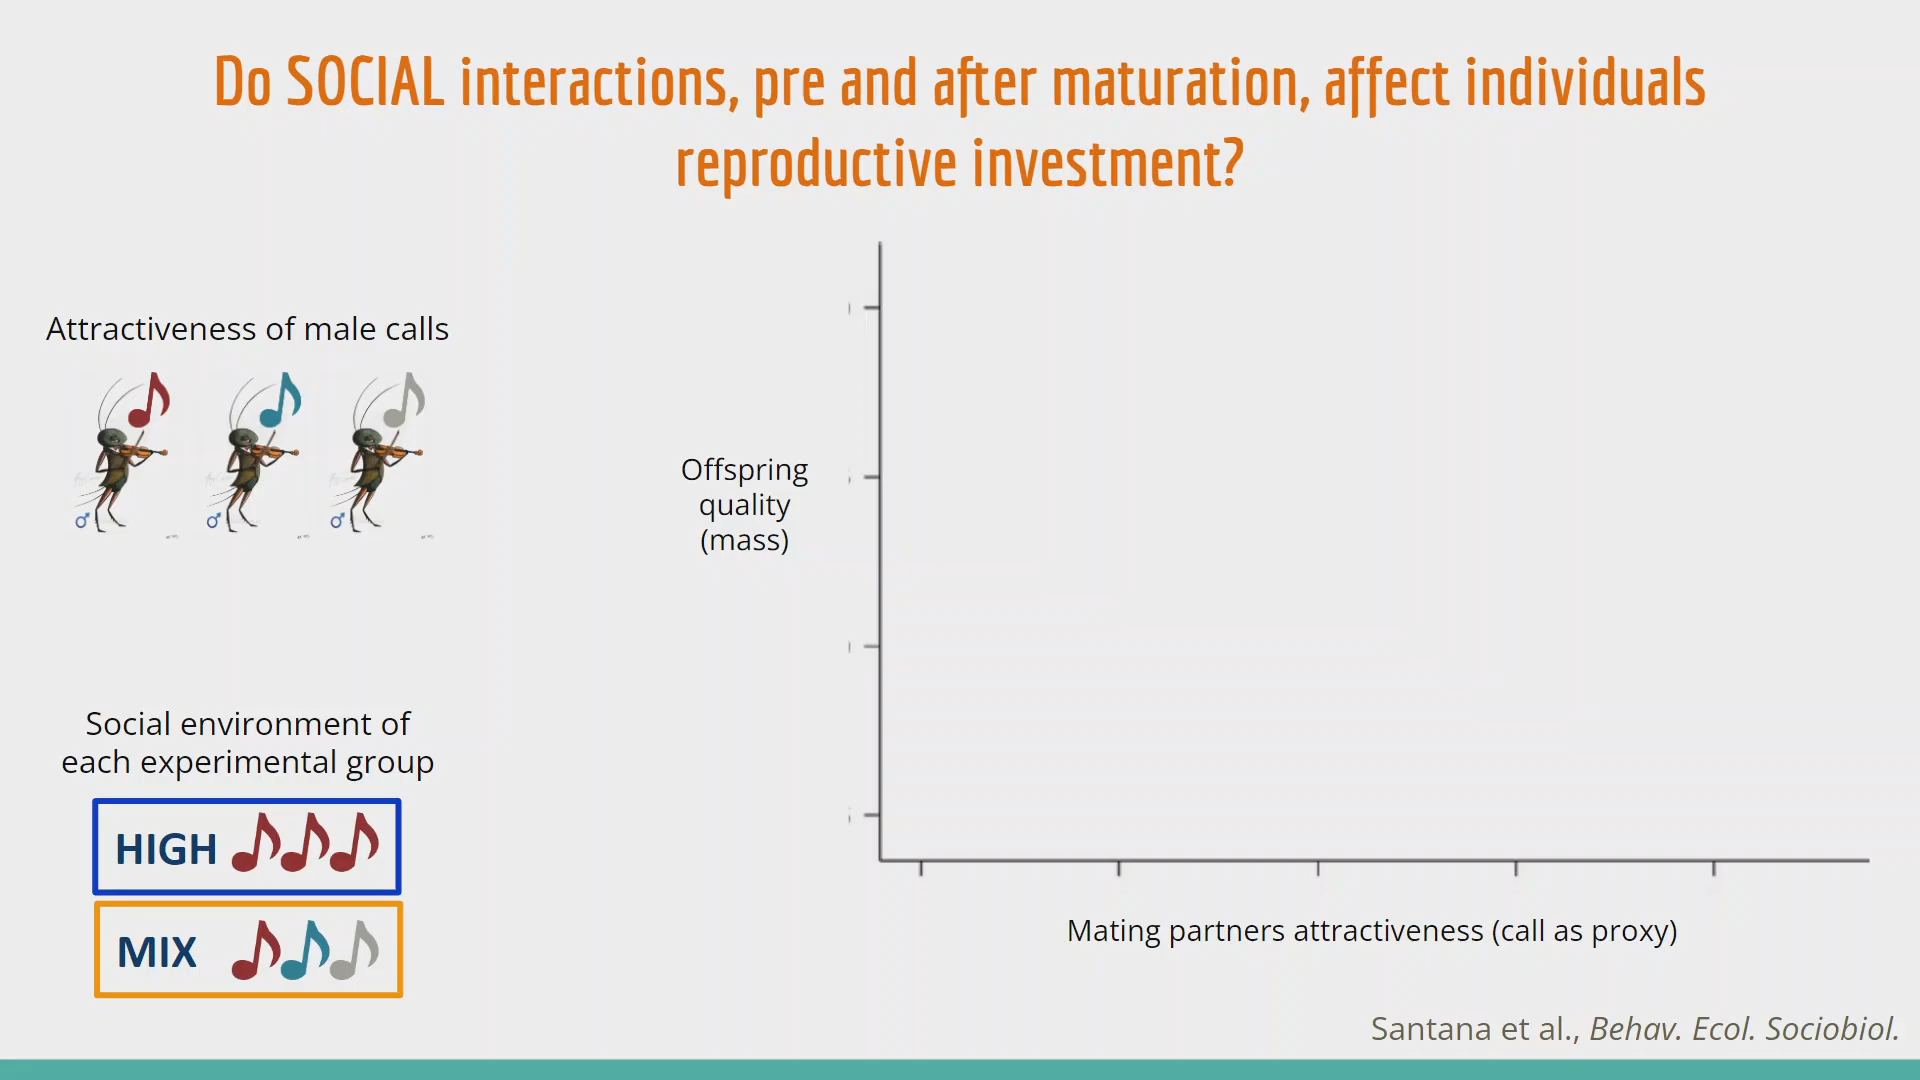 Do SOCIAL interactions, pre and after maturation, affect individuals
reproductive investment?
Attractiveness of male calls
Social environment of
each experimental group
HIGH
MIX
Offspring
quality
(mass)
Mating partners attractiveness (call as proxy)
Santana et al., Behav. Ecol. Sociobiol.